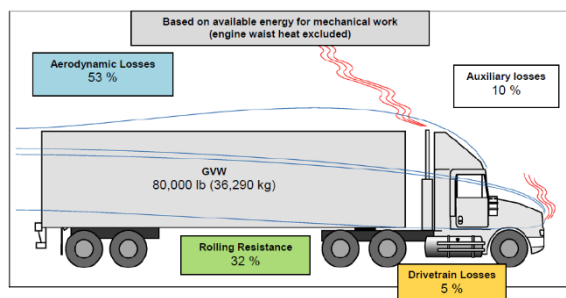 Based on available energy for mechanical work
(engine waist heat excluded)
Aerodynamic Losses
53 %
Auxiliary losses
10 %
GVW
80,000 lb (36,290 kg)
Rolling Resistance
32 %
Drivetrain Losses
5 %